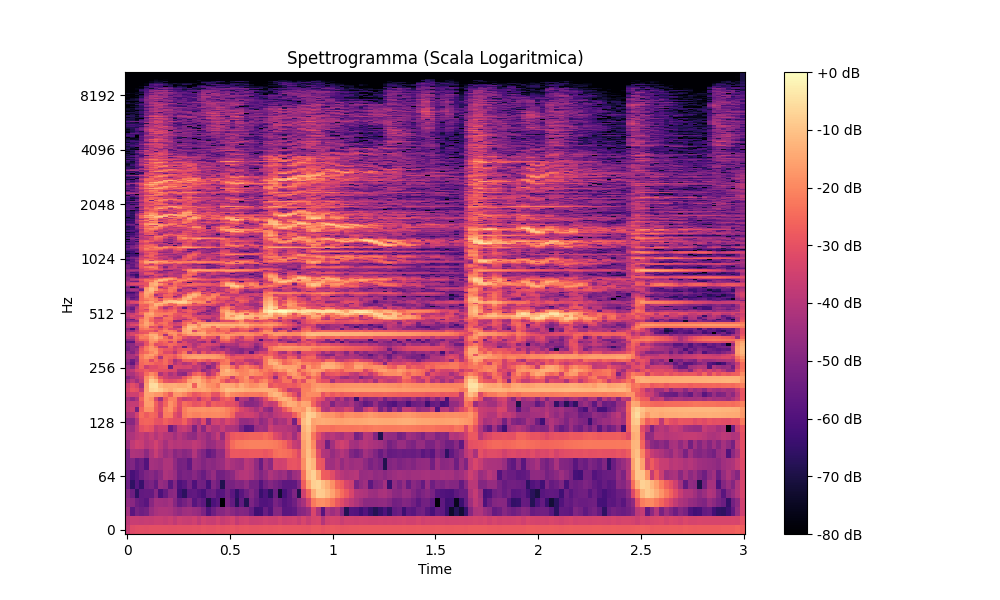 Spettrogramma (Scala Logaritmica)
Hz
8192
4096
2048
1024
512
256
128
64
0
0 0.5 1 1.5 2 2.5 3
Time
+0 dB
-10 dB
-20 dB
-30 dB
-40 dB
-50 dB
-60 dB
-70 dB
-80 dB